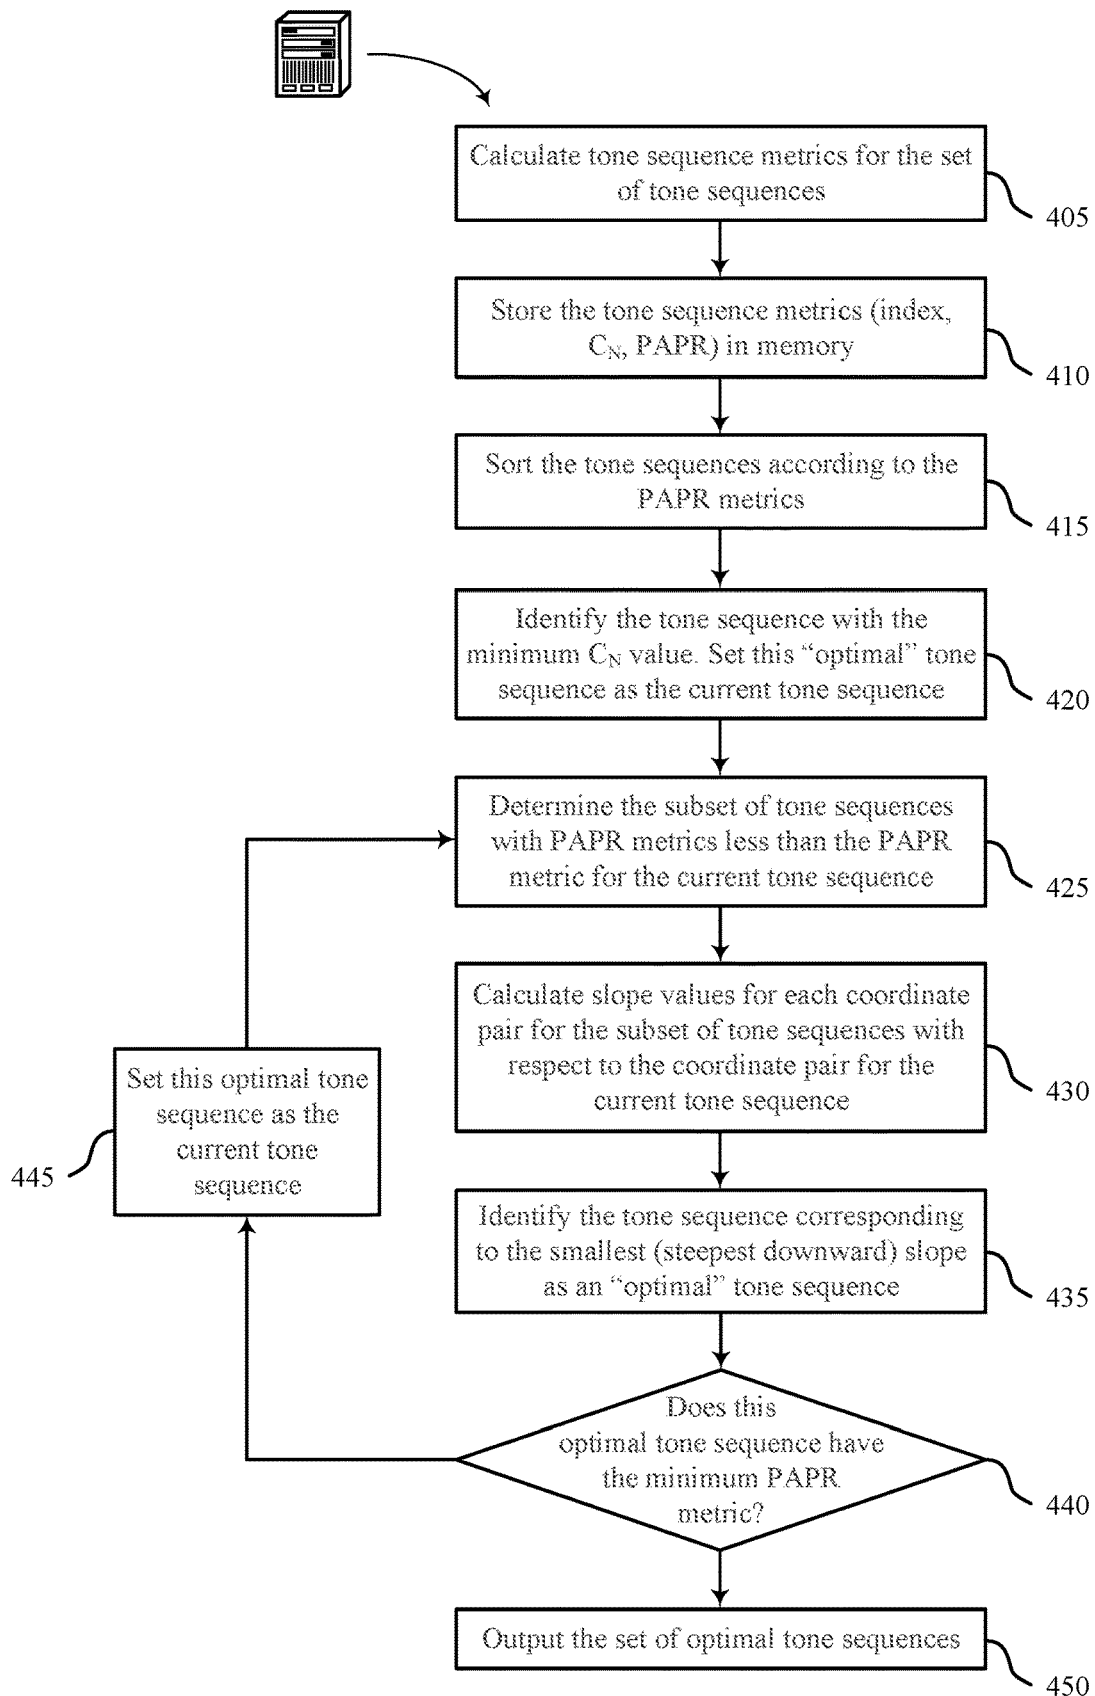 Calculate tone sequence metrics for the set
of tone sequences
405
Store the tone sequence metrics (index,
C_N, PAPR) in memory
410
Sort the tone sequences according to the
PAPR metrics
415
Identify the tone sequence with the
minimum C_N value. Set this “optimal” tone
sequence as the current tone sequence
420
Determine the subset of tone sequences
with PAPR metrics less than the PAPR
metric for the current tone sequence
425
Calculate slope values for each coordinate
pair for the subset of tone sequences with
respect to the coordinate pair for the
current tone sequence
430
Set this optimal tone
sequence as the
current tone
sequence
445
Identify the tone sequence corresponding
to the smallest (steepest downward) slope
as an “optimal” tone sequence
435
Does this
optimal tone sequence have
the minimum PAPR
metric?
440
Output the set of optimal tone sequences
450